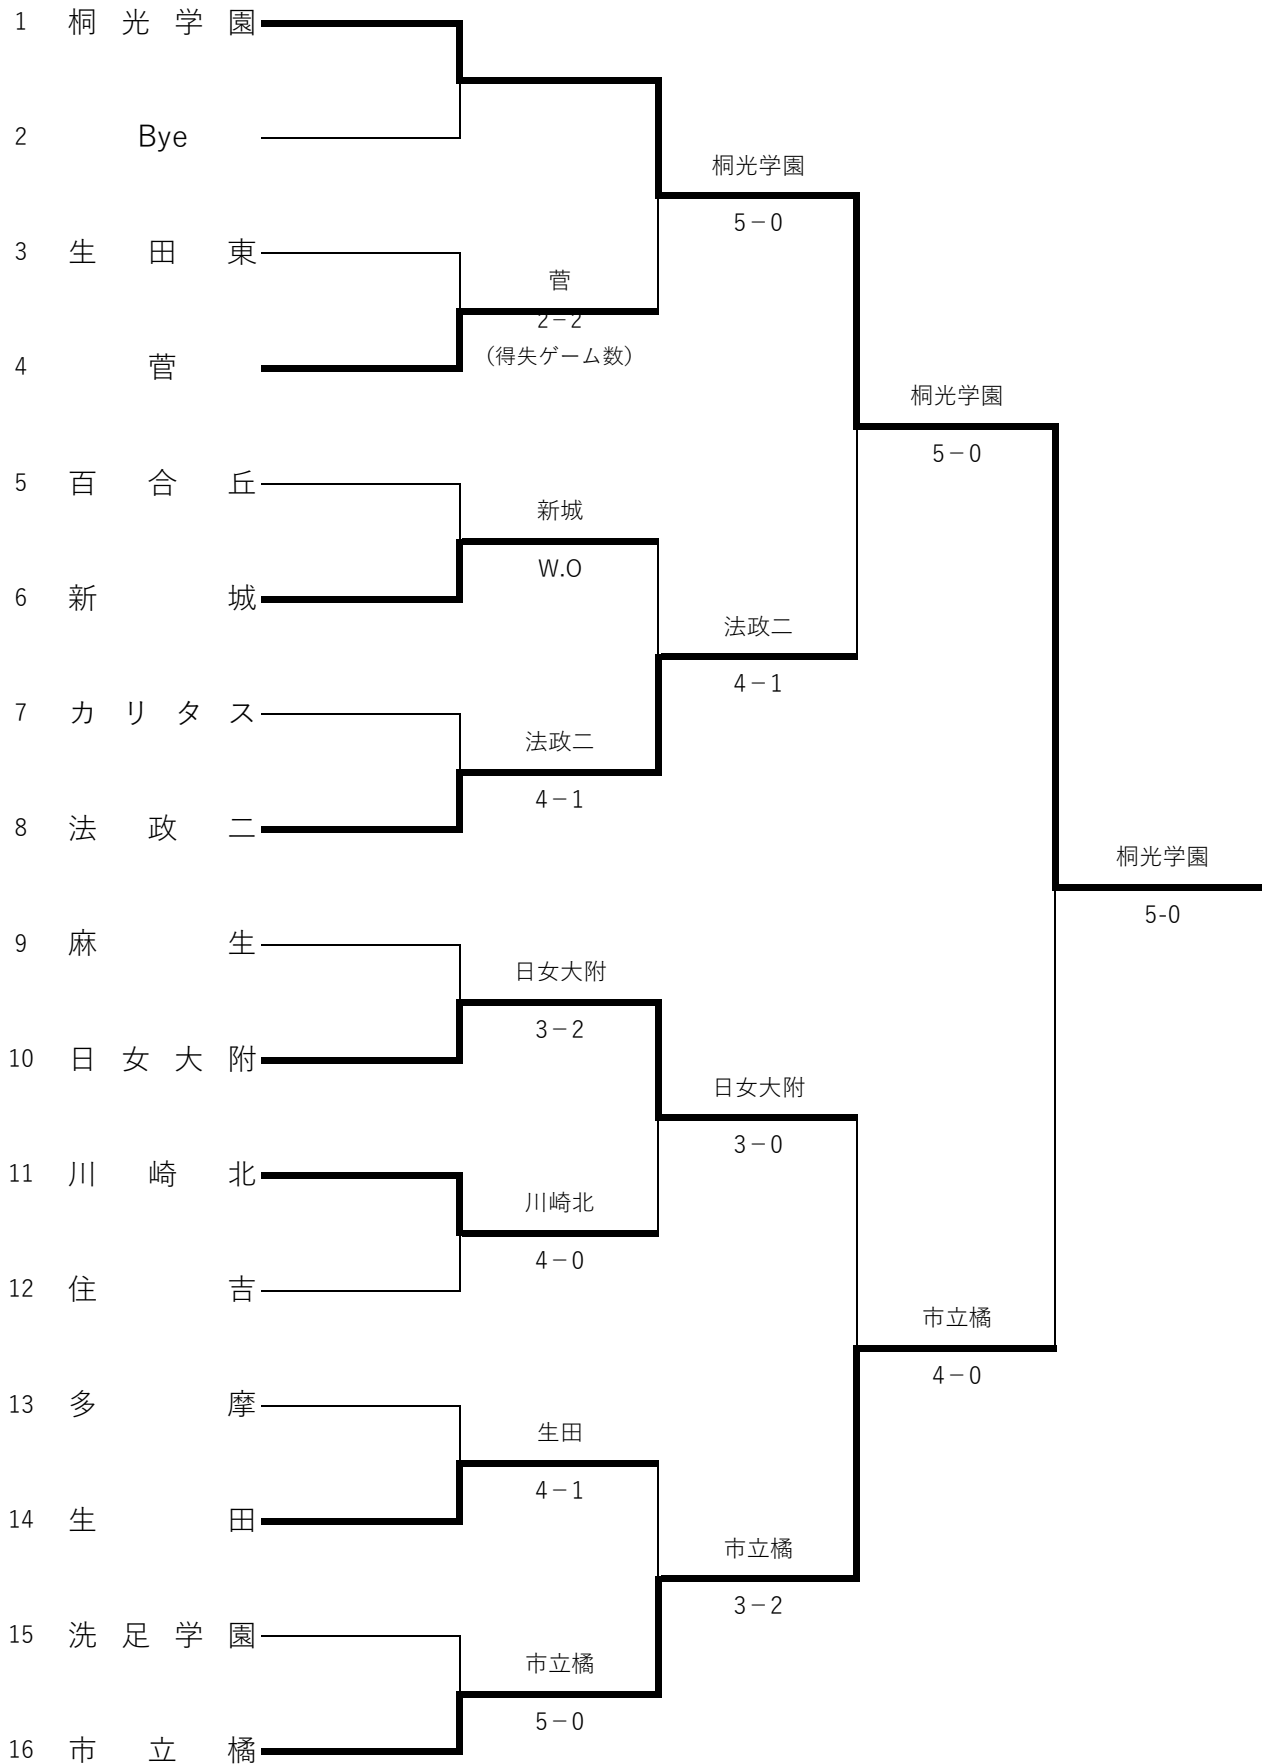 1 桐光学園
2 Bye
桐光学園
5−0
3 生田東
菅
2−2
(得失ゲーム数)
4 菅
桐光学園
5−0
5 百合丘
新城
W.O
6 新城
法政二
4−1
7 カリタス
法政二
4−1
8 法政二
桐光学園
5-0
9 麻生
日女大附
3−2
10 日女大附
日女大附
3−0
11 川崎北
川崎北
4−0
12 住吉
市立橘
4−0
13 多摩
生田
4−1
14 生田
市立橘
3−2
15 洗足学園
市立橘
5−0
16 市立橘